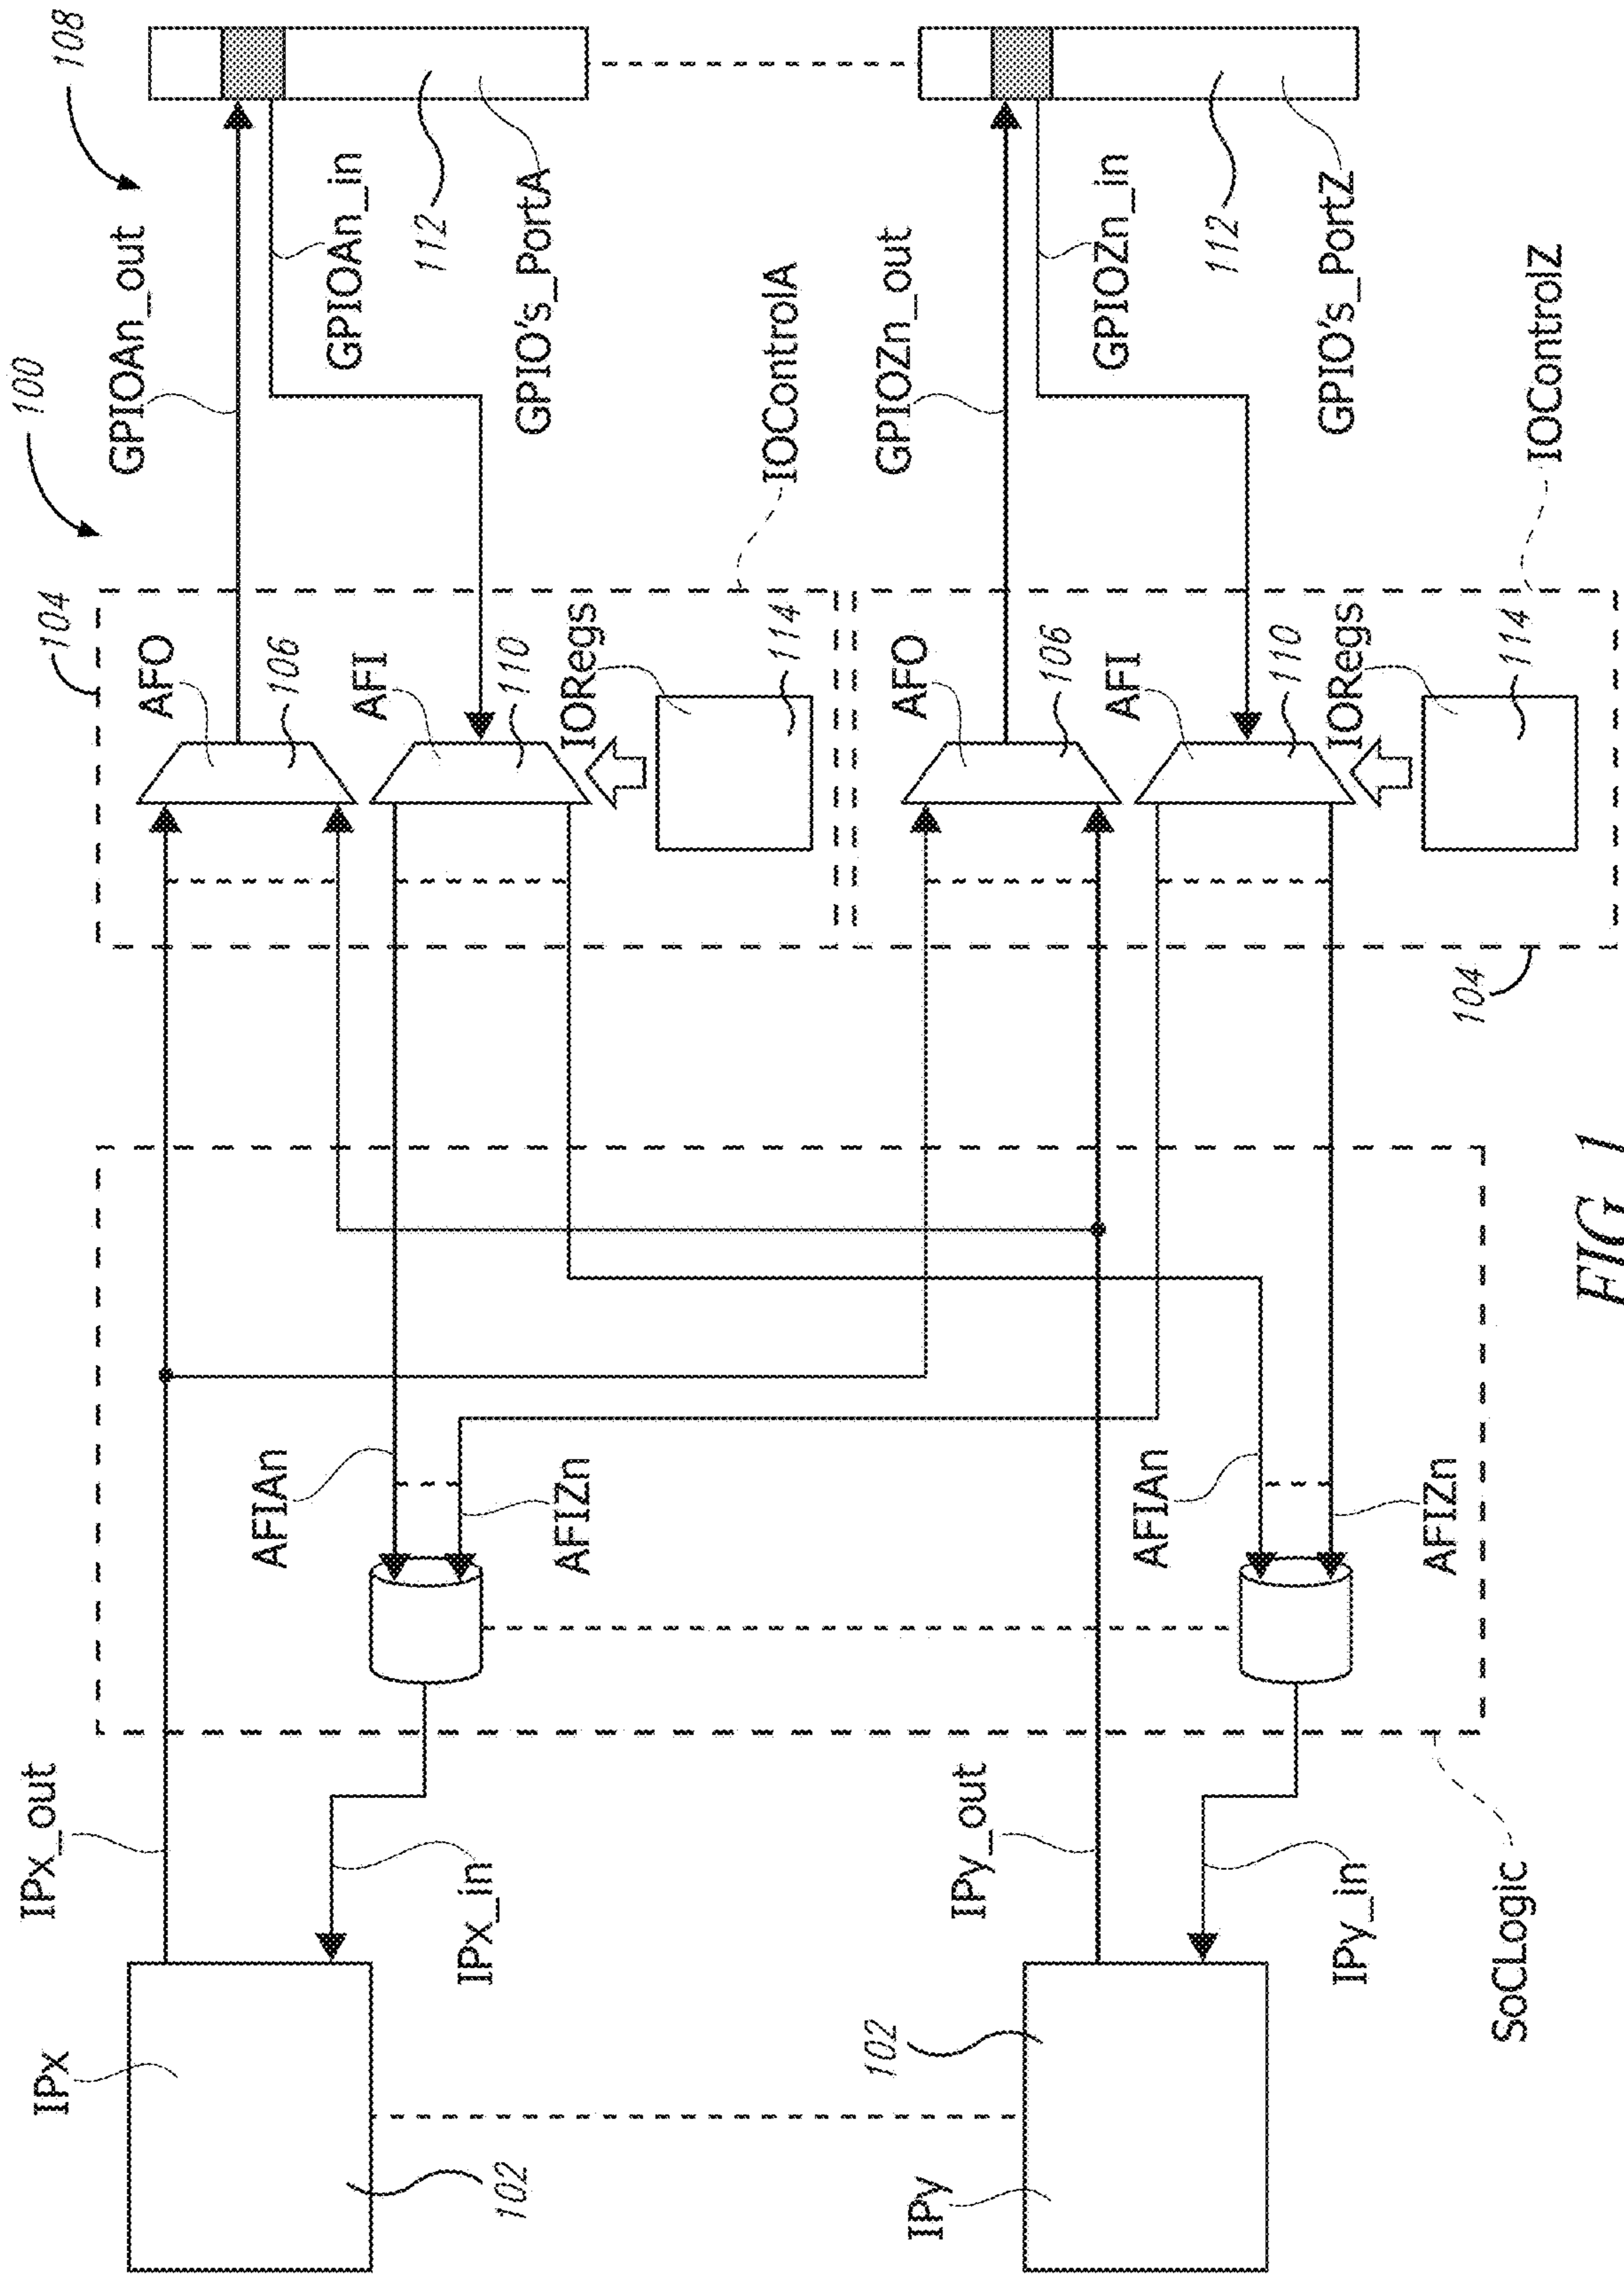 100
108
IPx
IPx_out
104
AFO
106
GPIOAn_out
AFIAn
AFI
110
GPIOAn_in
112
102
IPx_in
AFIZn
IORegs
114
GPIO's_PortA
IOControlA
102
IPy
IPy_out
AFO
106
GPIOZn_out
AFIAn
AFI
110
GPIOZn_in
112
IPy_in
AFIZn
IORegs
114
GPIO's_PortZ
SoCLogic
104
IOControlZ
FIG 1